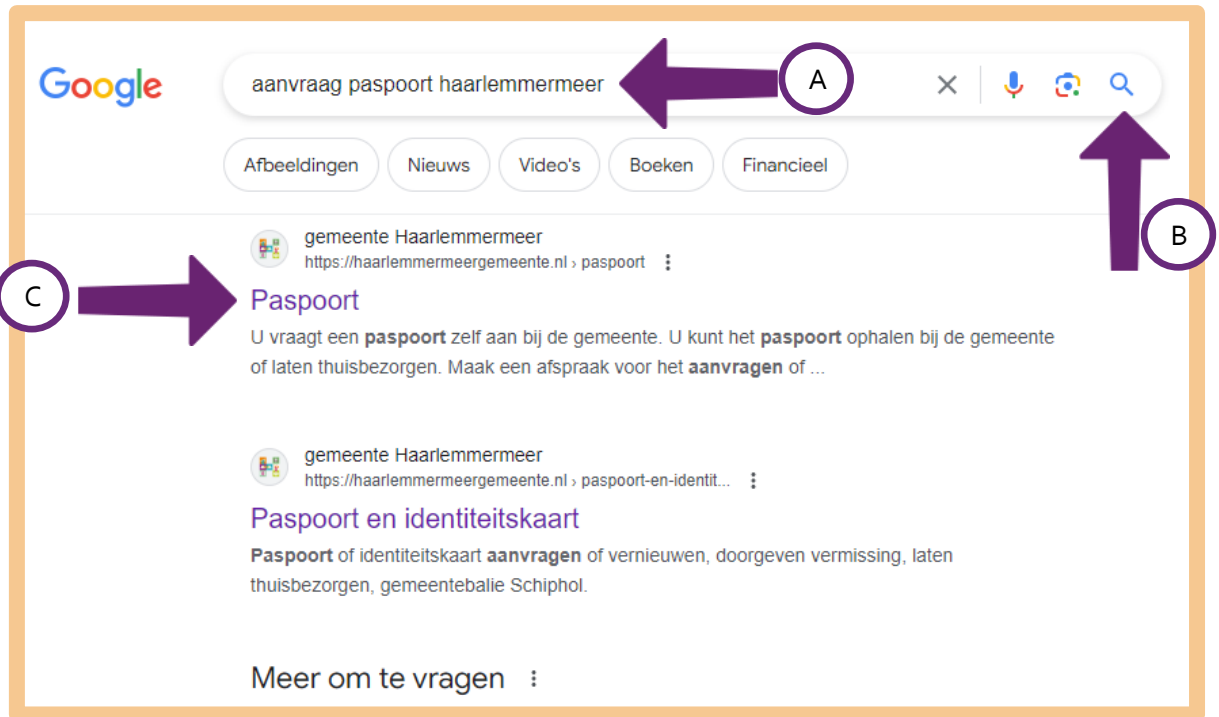 Google
aanvraag paspoort haarlemmermeer
A
Afbeeldingen Nieuws Video's Boeken Financieel
B
gemeente Haarlemmermeer
https://haarlemmermeergemeente.nl › paspoort
C
Paspoort
U vraagt een paspoort zelf aan bij de gemeente. U kunt het paspoort ophalen bij de gemeente
of laten thuisbezorgen. Maak een afspraak voor het aanvragen of ...
gemeente Haarlemmermeer
https://haarlemmermeergemeente.nl › paspoort-en-identit...
Paspoort en identiteitskaart
Paspoort of identiteitskaart aanvragen of vernieuwen, doorgeven vermissing, laten
thuisbezorgen, gemeentebalie Schiphol.
Meer om te vragen